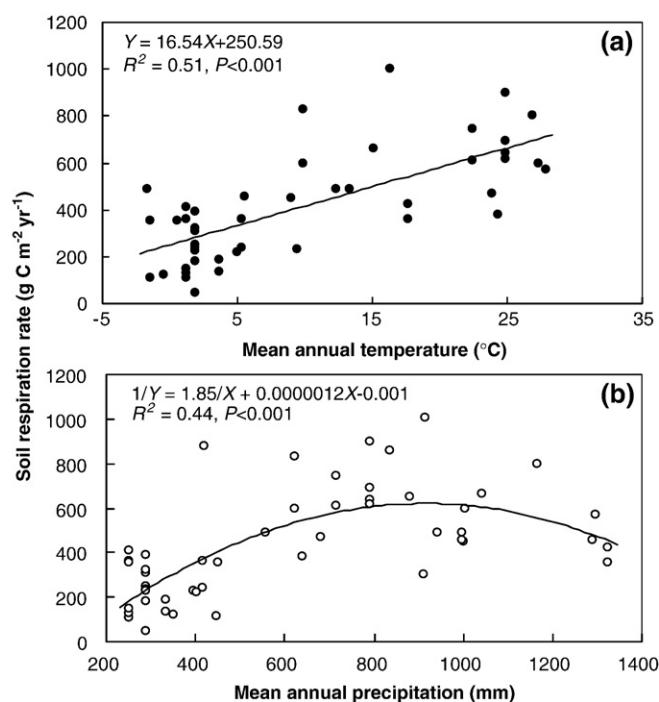 Y = 16.54X+250.59
R² = 0.51, P<0.001
(a)
1200
1000
800
600
400
200
0
-5
5
15
25
35
Mean annual temperature (°C)
Soil respiration rate (g C m⁻² yr⁻¹)
1/Y = 1.85/X + 0.0000012X-0.001
R² = 0.44, P<0.001
(b)
1200
1000
800
600
400
200
0
200
400
600
800
1000
1200
1400
Mean annual precipitation (mm)